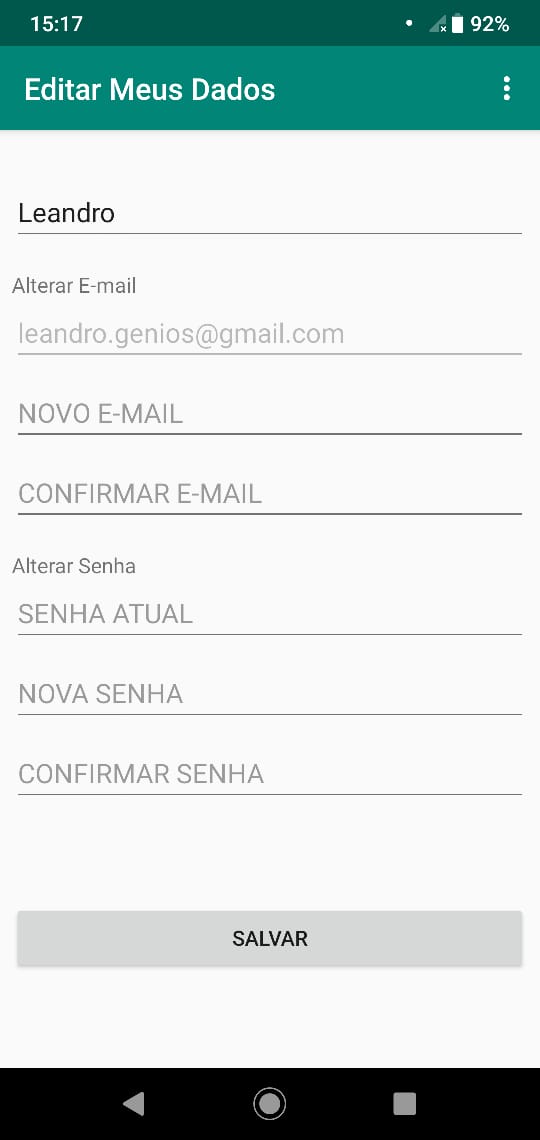 15:17 92%
Editar Meus Dados
Leandro
Alterar E-mail
leandro.genios@gmail.com
NOVO E-MAIL
CONFIRMAR E-MAIL
Alterar Senha
SENHA ATUAL
NOVA SENHA
CONFIRMAR SENHA
SALVAR